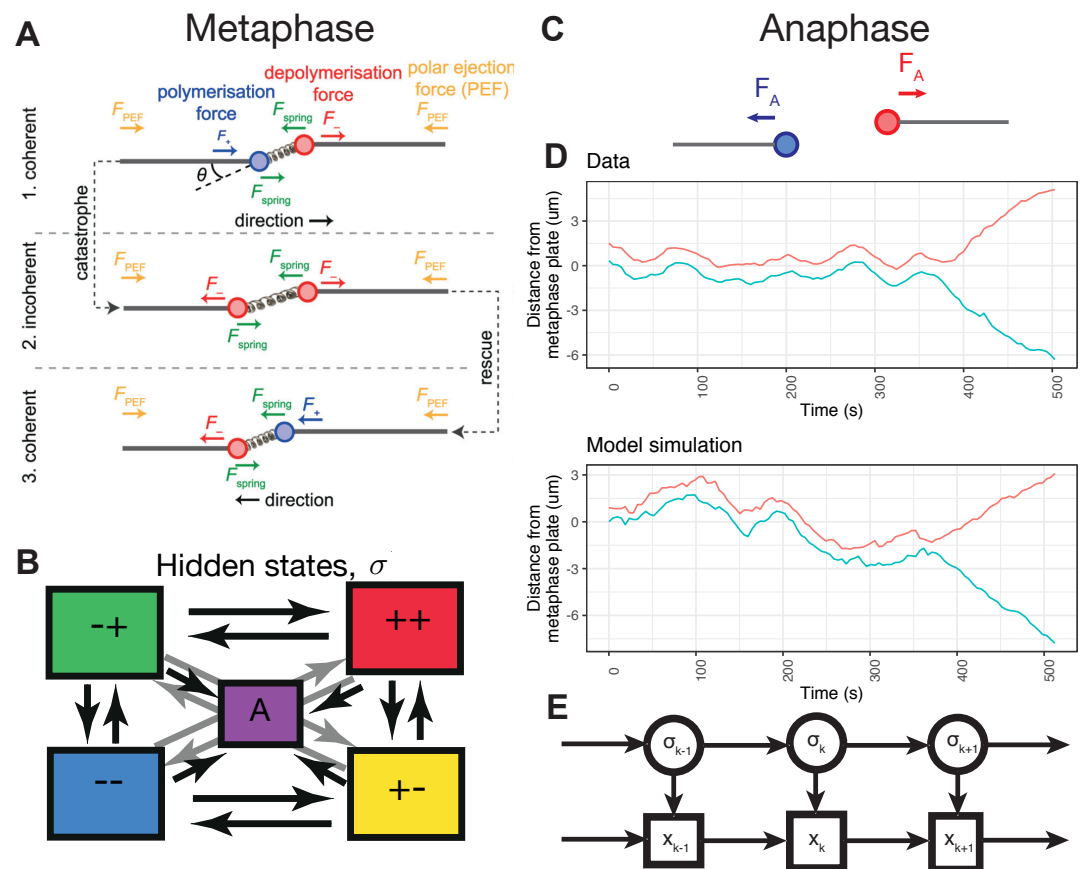 A
Metaphase
polymerisation
force
depolymerisation
force
polar ejection
force (PEF)
1. coherent
F_PEF
F_+
F_spring
F_−
F_PEF
θ
F_spring
direction
catastrophe
2. incoherent
F_PEF
F_−
F_spring
F_−
F_PEF
F_spring
rescue
3. coherent
F_PEF
F_−
F_spring
F_+
F_PEF
F_spring
direction
B
Hidden states, σ
-+
++
A
--
+-
C
Anaphase
F_A
F_A
D
Data
Distance from
metaphase plate (um)
3
0
-3
-6
0
100
200
300
400
500
Time (s)
Model simulation
Distance from
metaphase plate (um)
3
0
-3
-6
0
100
200
300
400
500
Time (s)
E
σ_k-1
σ_k
σ_k+1
x_k-1
x_k
x_k+1